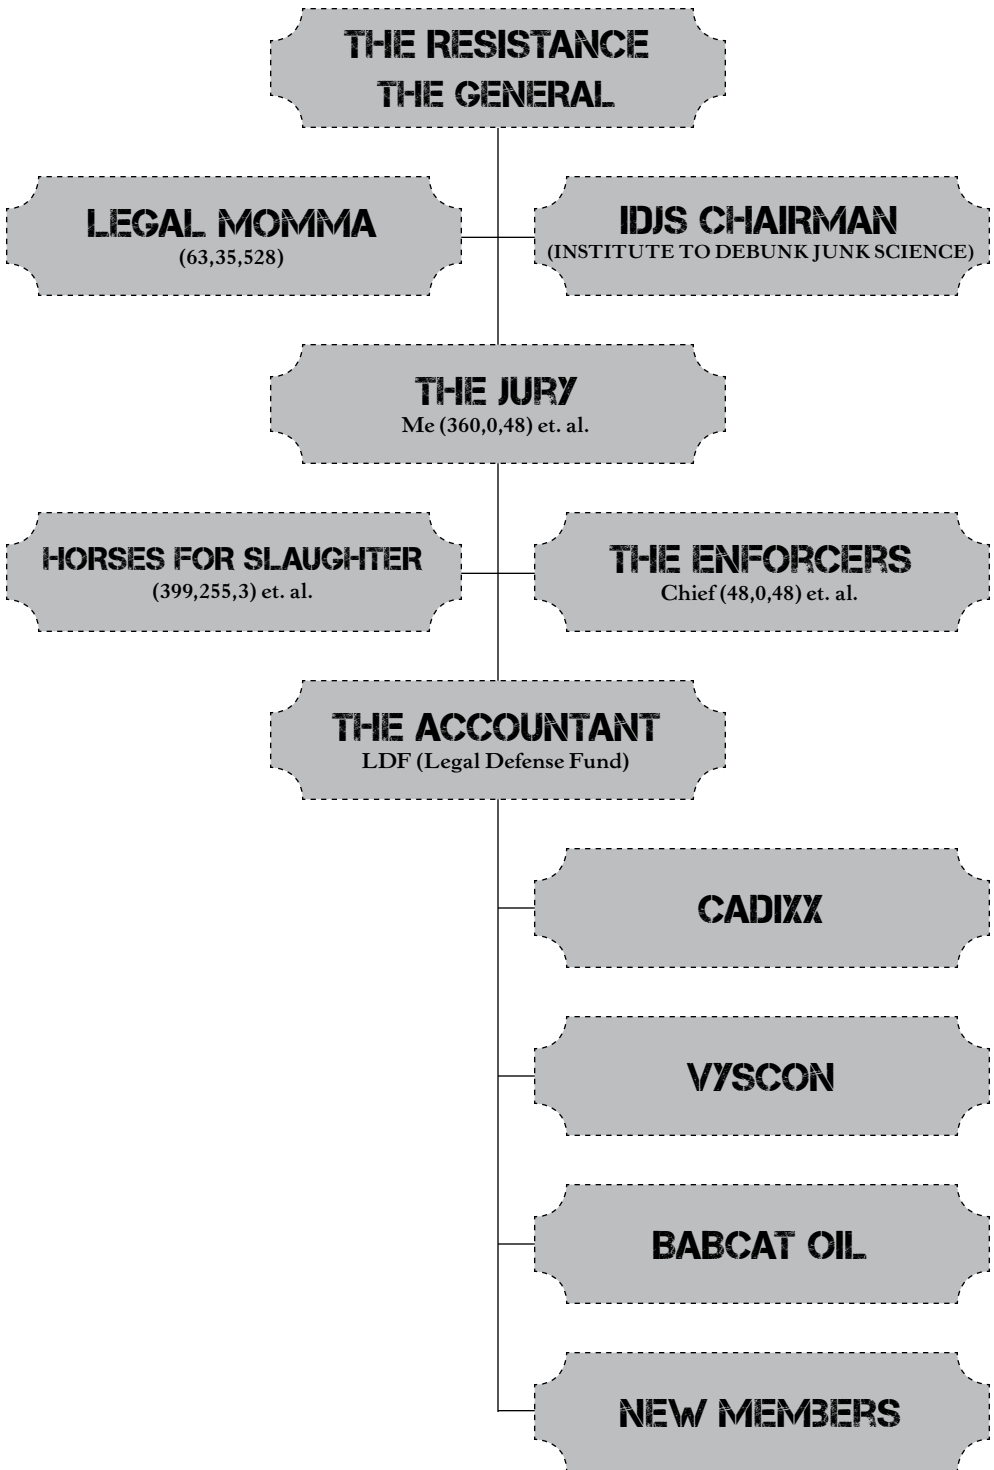 THE RESISTANCE
THE GENERAL
LEGAL MOMMA
(63,35,528)
IDJS CHAIRMAN
(INSTITUTE TO DEBUNK JUNK SCIENCE)
THE JURY
Me (360,0,48) et. al.
HORSES FOR SLAUGHTER
(399,255,3) et. al.
THE ENFORCERS
Chief (48,0,48) et. al.
THE ACCOUNTANT
LDF (Legal Defense Fund)
CADIXX
VYSCON
BABCAT OIL
NEW MEMBERS